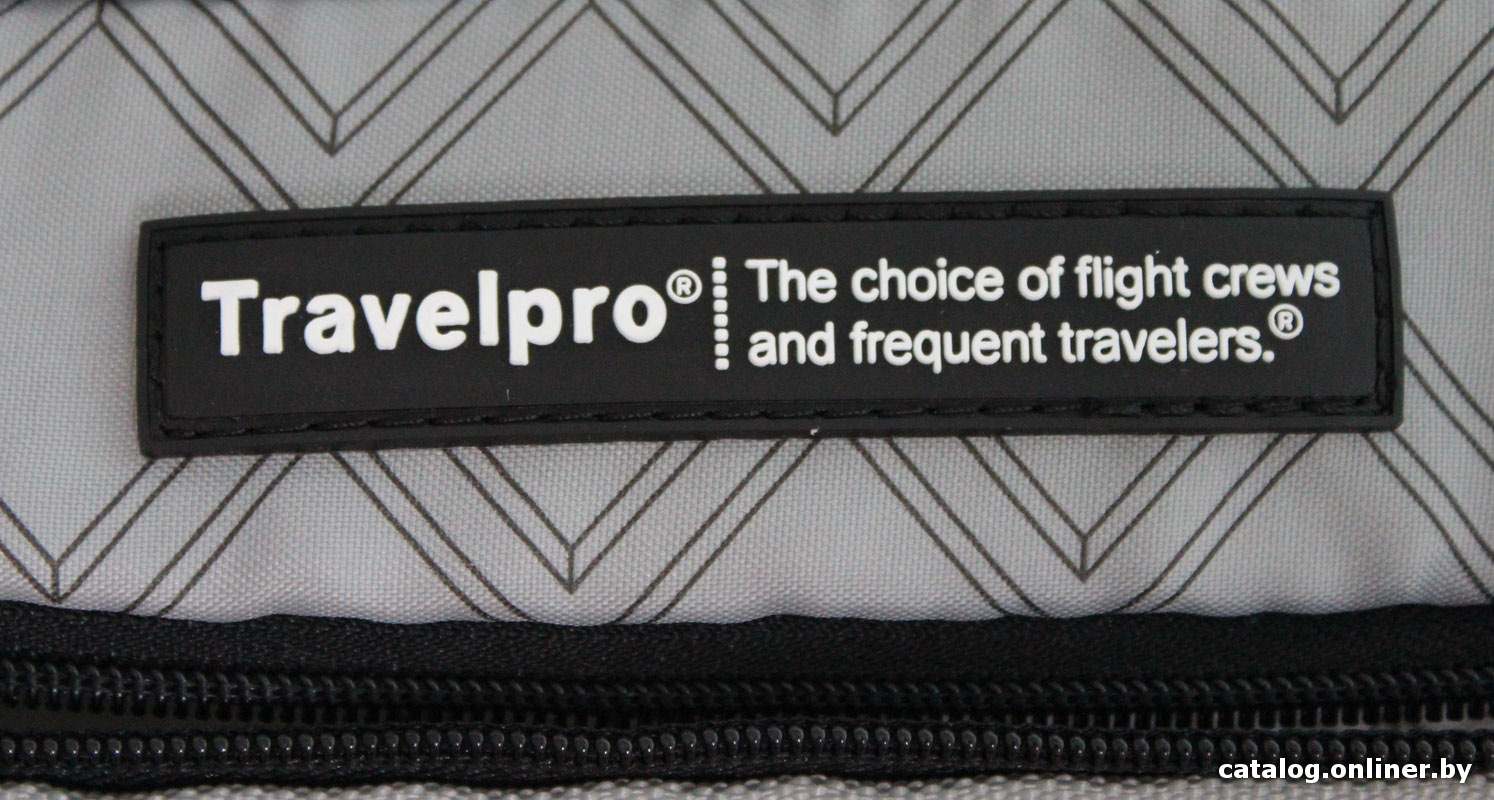 Travelpro®
The choice of flight crews
and frequent travelers.®
catalog.onliner.by